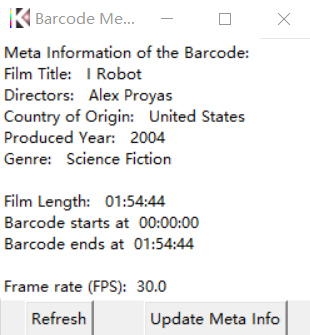 Barcode Me...
Meta Information of the Barcode:
Film Title: I Robot
Directors: Alex Proyas
Country of Origin: United States
Produced Year: 2004
Genre: Science Fiction
Film Length: 01:54:44
Barcode starts at 00:00:00
Barcode ends at 01:54:44
Frame rate (FPS): 30.0
Refresh Update Meta Info